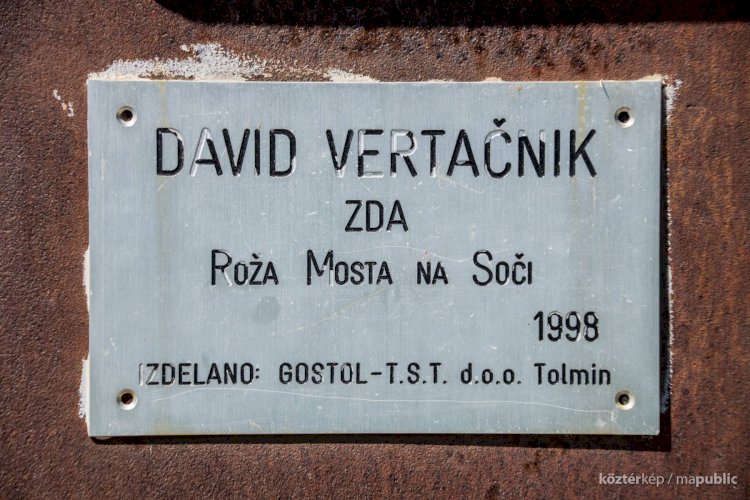 DAVID VERTAČNIK
ZDA
ROŽA MOSTA NA SOČI
1998
IZDELANO: GOSTOL-T.S.T. d.o.o. Tolmin
köztérkép / mapublic